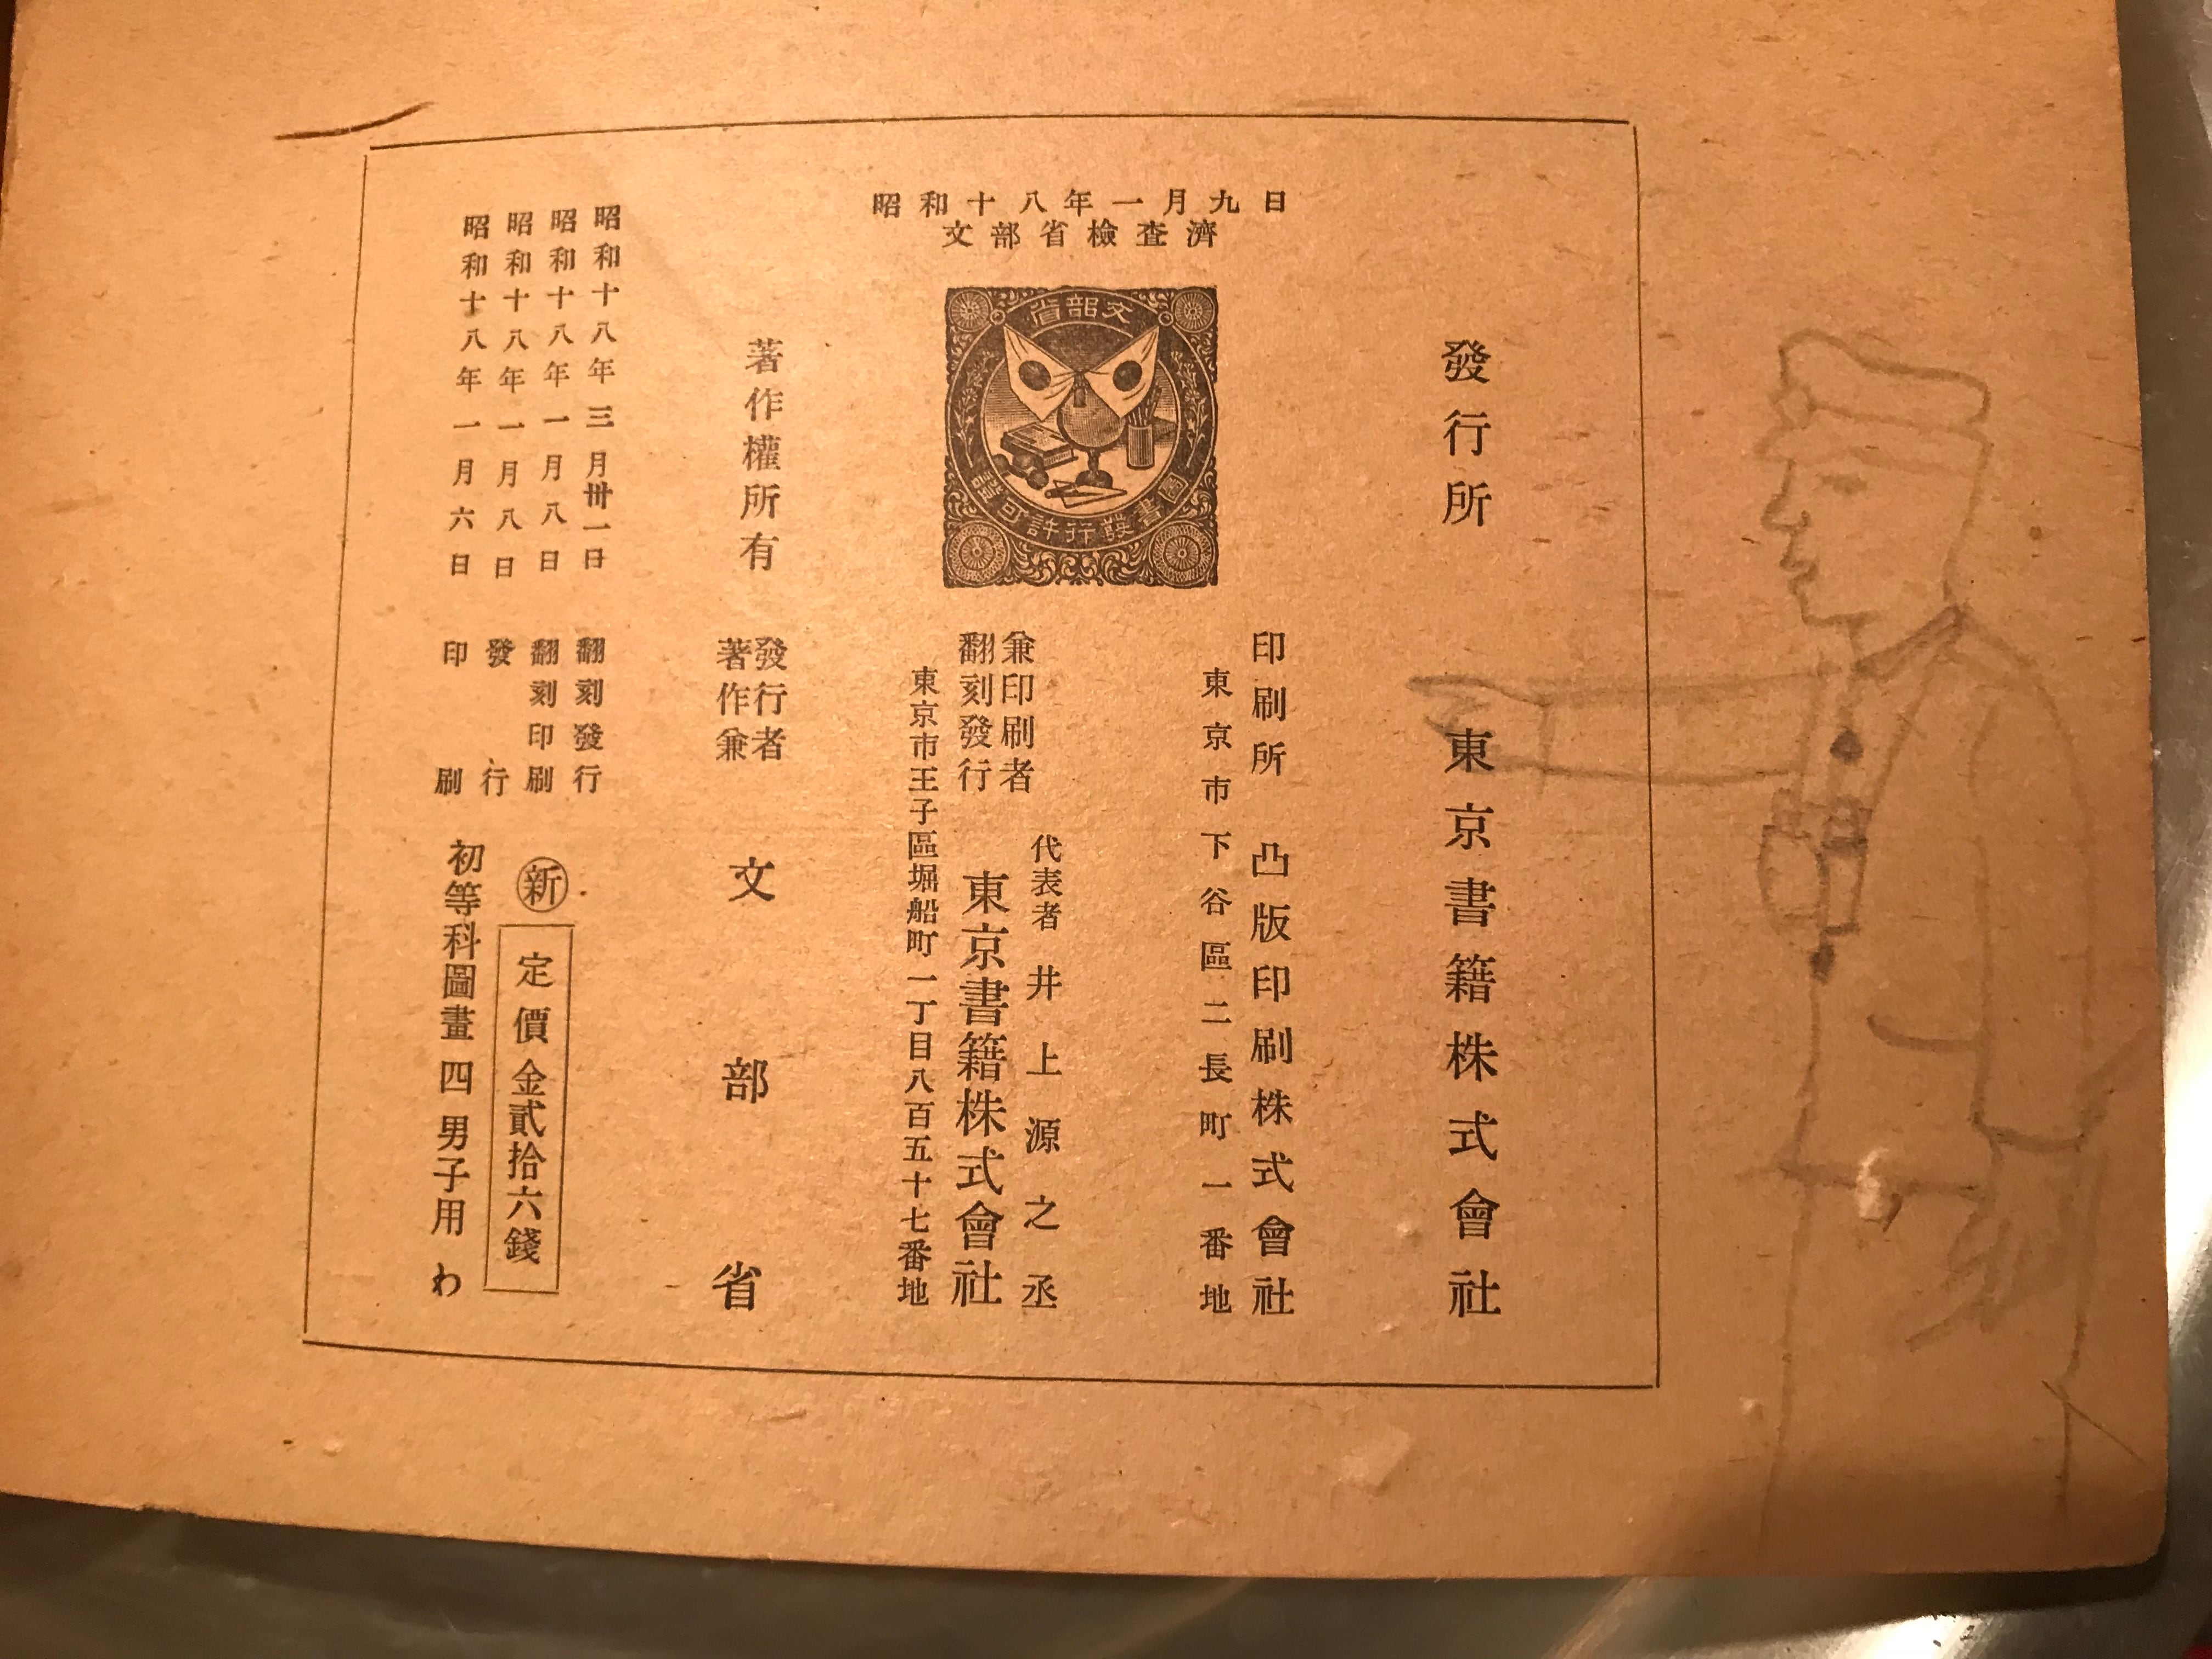 昭和十八年一月六日 印刷
昭和十八年一月八日 發行
昭和十八年一月八日 翻刻印刷
昭和十八年三月卅一日 翻刻發行
初等科圖畫 四 男子用 わ
新
定價金貳拾六錢
著作權所有
著作兼
發行者
文部省
昭和十八年一月九日
文部省檢查濟
文部省
圖書發行許可證
東京市王子區堀船町一丁目八百五十七番地
翻刻發行
兼印刷者
東京書籍株式會社
代表者 井上源之丞
東京市下谷區二長町一番地
印刷所 凸版印刷株式會社
發行所 東京書籍株式會社